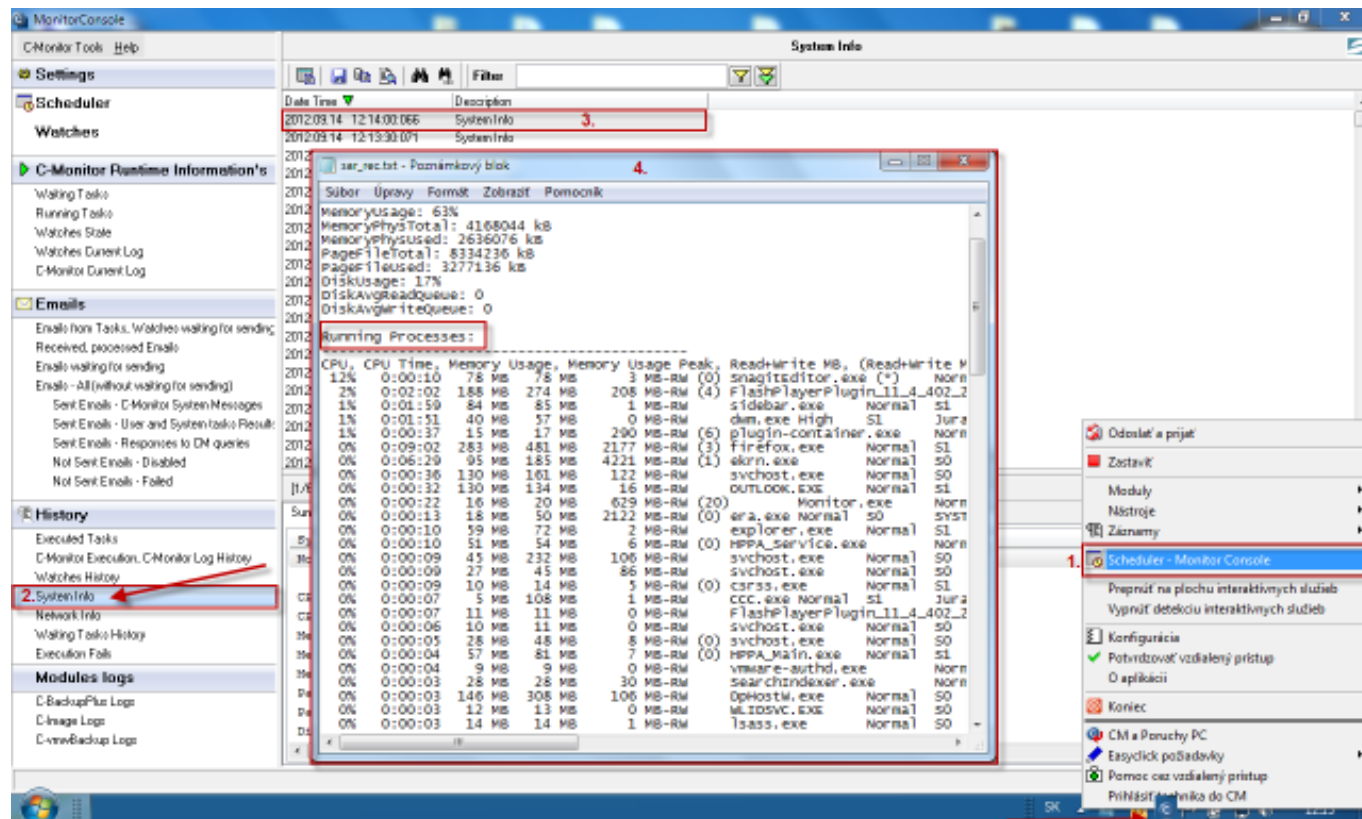 MonitorConsole
C-Monitor Tools Help
System Info
Settings
Scheduler
Watches
C-Monitor Runtime Information's
Waiting Tasks
Running Tasks
Watches State
Watches Current Log
C-Monitor Current Log
Emails
Emails from Tasks, Watches waiting for sending
Received, processed Emails
Emails waiting for sending
Emails - All (without waiting for sending)
Sent Emails - C-Monitor System Messages
Sent Emails - User and System tasks Results
Sent Emails - Responses to CM queries
Not Sent Emails - Disabled
Not Sent Emails - Failed
History
Executed Tasks
C-Monitor Execution, C-Monitor Log History
Watches History
2. System Info
Network Info
Waiting Tasks History
Execution Fails
Modules logs
C-BackupPlus Logs
C-Image Logs
C-vmwBackup Logs
Filter
Date Time Description
2012.09.14 12:14:00:066 System Info 3.
2012.09.14 12:13:30:071 System Info
ser_rec.txt - Poznámkový blok 4.
Súbor Úpravy Formát Zobraziť Pomocník
MemoryUsage: 63%
MemoryPhysTotal: 4168044 kB
MemoryPhysUsed: 2636076 kB
PageFileTotal: 8334236 kB
PageFileUsed: 3277136 kB
DiskUsage: 17%
DiskAvgReadQueue: 0
DiskAvgWriteQueue: 0
Running Processes:
CPU, CPU Time, Memory Usage, Memory Usage Peak, Read+Write MB, (Read+Write M
12% 0:00:10 78 MB 78 MB 3 MB-RW (0) SnagitEditor.exe (*) Norm
2% 0:02:02 188 MB 274 MB 208 MB-RW (4) FlashPlayerPlugin_11_4_402_2
1% 0:01:59 84 MB 85 MB 1 MB-RW sidebar.exe Normal S1
1% 0:01:51 40 MB 57 MB 0 MB-RW dwm.exe High S1 Jura
1% 0:00:37 15 MB 17 MB 290 MB-RW (6) plugin-container.exe Norm
0% 0:09:02 283 MB 481 MB 2177 MB-RW (3) firefox.exe Normal S1
0% 0:06:29 95 MB 185 MB 4221 MB-RW (1) ekrn.exe Normal S0
0% 0:00:36 130 MB 161 MB 122 MB-RW svchost.exe Normal S0
0% 0:00:32 130 MB 134 MB 16 MB-RW OUTLOOK.EXE Normal S1
0% 0:00:22 16 MB 20 MB 629 MB-RW (20) Monitor.exe Norm
0% 0:00:13 18 MB 50 MB 2122 MB-RW (0) era.exe Normal S0 SYST
0% 0:00:10 59 MB 72 MB 2 MB-RW explorer.exe Normal S1
0% 0:00:10 51 MB 54 MB 6 MB-RW (0) HPPA_Service.exe Norm
0% 0:00:09 45 MB 232 MB 106 MB-RW svchost.exe Normal S0
0% 0:00:09 27 MB 45 MB 86 MB-RW svchost.exe Normal S0
0% 0:00:09 10 MB 14 MB 5 MB-RW (0) csrss.exe Normal S1
0% 0:00:07 5 MB 108 MB 1 MB-RW CCC.exe Normal S1 Jura
0% 0:00:07 11 MB 11 MB 0 MB-RW FlashPlayerPlugin_11_4_402_2
0% 0:00:06 10 MB 11 MB 0 MB-RW svchost.exe Normal S0
0% 0:00:05 28 MB 48 MB 8 MB-RW (0) svchost.exe Normal S0
0% 0:00:04 57 MB 81 MB 7 MB-RW (0) HPPA_Main.exe Normal S1
0% 0:00:04 9 MB 9 MB 0 MB-RW vmware-authd.exe Norm
0% 0:00:03 28 MB 28 MB 30 MB-RW SearchIndexer.exe Norm
0% 0:00:03 146 MB 308 MB 106 MB-RW DpHostW.exe Normal S0
0% 0:00:03 12 MB 13 MB 0 MB-RW WLIDSVC.EXE Normal S0
0% 0:00:03 14 MB 14 MB 1 MB-RW lsass.exe Normal S0
Odoslať a prijať
Zastaviť
Moduly
Nástroje
Záznamy
1. Scheduler - Monitor Console
Prepnúť na plochu interaktívnych služieb
Vypnúť detekciu interaktívnych služieb
Konfigurácia
Potvrdzovať vzdialený prístup
O aplikácii
Koniec
CM a Poruchy PC
Easyclick požiadavky
Pomoc cez vzdialený prístup
Prihlásiť technika do CM
SK